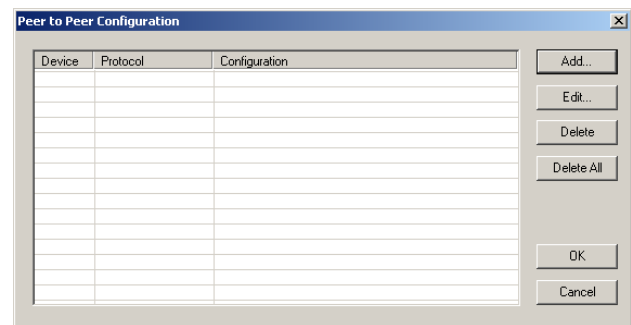 Peer to Peer Configuration
Device Protocol Configuration
Add...
Edit...
Delete
Delete All
OK
Cancel